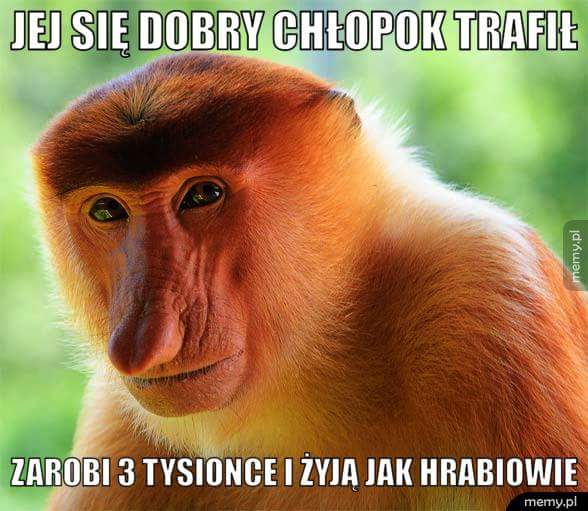 JEJ SIĘ DOBRY CHŁOPOK TRAFIŁ
memy.pl
ZAROBI 3 TYSIONCE I ŻYJĄ JAK HRABIOWIE
memy.pl